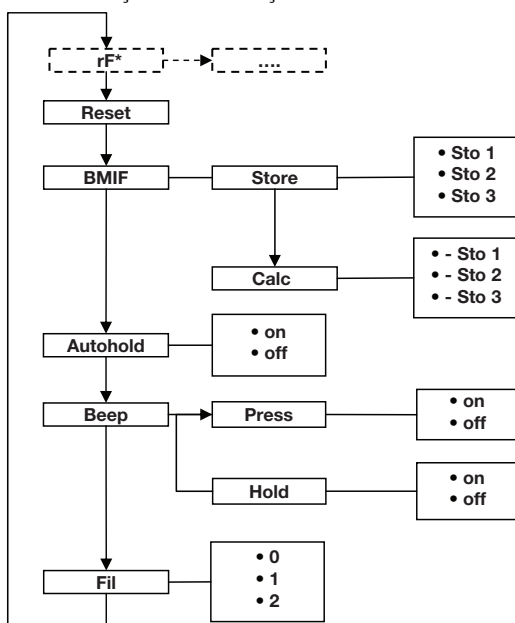 rF*
....
Reset
BMIF
Store
• Sto 1
• Sto 2
• Sto 3
Calc
• - Sto 1
• - Sto 2
• - Sto 3
Autohold
• on
• off
Beep
Press
• on
• off
Hold
• on
• off
Fil
• 0
• 1
• 2